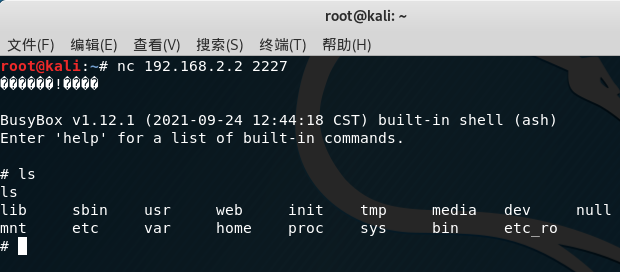 root@kali: ~
文件(F) 编辑(E) 查看(V) 搜索(S) 终端(T) 帮助(H)
root@kali:~# nc 192.168.2.2 2227
������!����
BusyBox v1.12.1 (2021-09-24 12:44:18 CST) built-in shell (ash)
Enter 'help' for a list of built-in commands.
# ls
ls
lib sbin usr web init tmp media dev null
mnt etc var home proc sys bin etc_ro
#